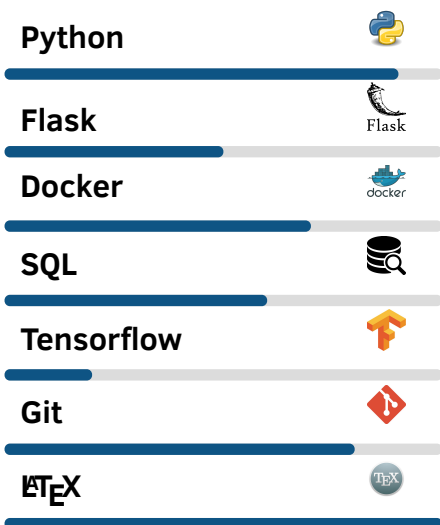 Python
Flask
Flask
Docker
docker
SQL
Tensorflow
Git
LATEX
TEX